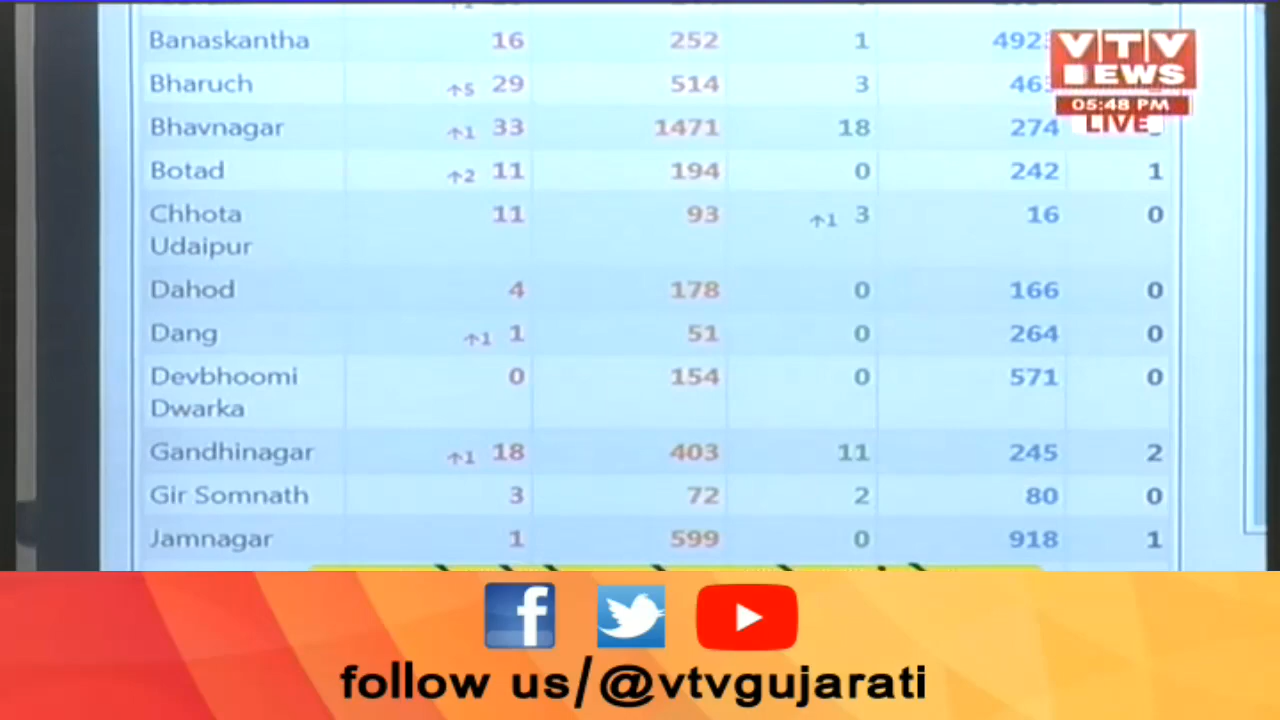 Banaskantha 16 252 1 492
Bharuch ↑5 29 514 3 46
Bhavnagar ↑1 33 1471 18 274
Botad ↑2 11 194 0 242 1
Chhota 11 93 ↑1 3 16 0
Udaipur
Dahod 4 178 0 166 0
Dang ↑1 1 51 0 264 0
Devbhoomi 0 154 0 571 0
Dwarka
Gandhinagar ↑1 18 403 11 245 2
Gir Somnath 3 72 2 80 0
Jamnagar 1 599 0 918 1
VTV
NEWS
05:48 PM
LIVE
follow us/@vtvgujarati